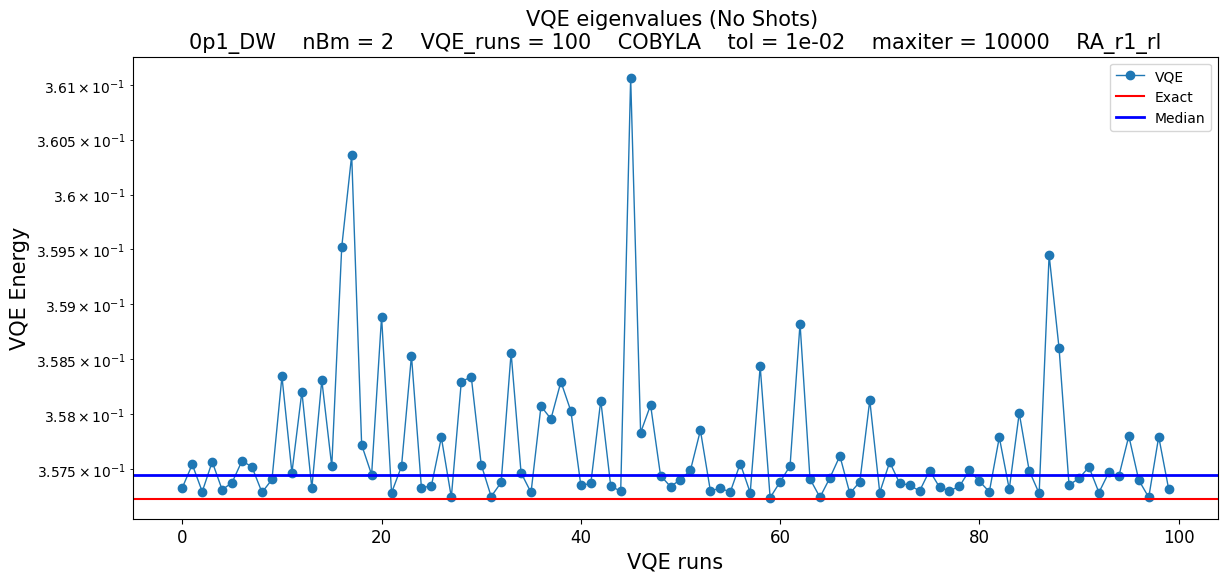 VQE eigenvalues (No Shots)
0p1_DW nBm = 2 VQE_runs = 100 COBYLA tol = 1e-02 maxiter = 10000 RA_r1_rl
VQE
Exact
Median
VQE Energy
3.61 × 10⁻¹
3.605 × 10⁻¹
3.6 × 10⁻¹
3.595 × 10⁻¹
3.59 × 10⁻¹
3.585 × 10⁻¹
3.58 × 10⁻¹
3.575 × 10⁻¹
0 20 40 60 80 100
VQE runs